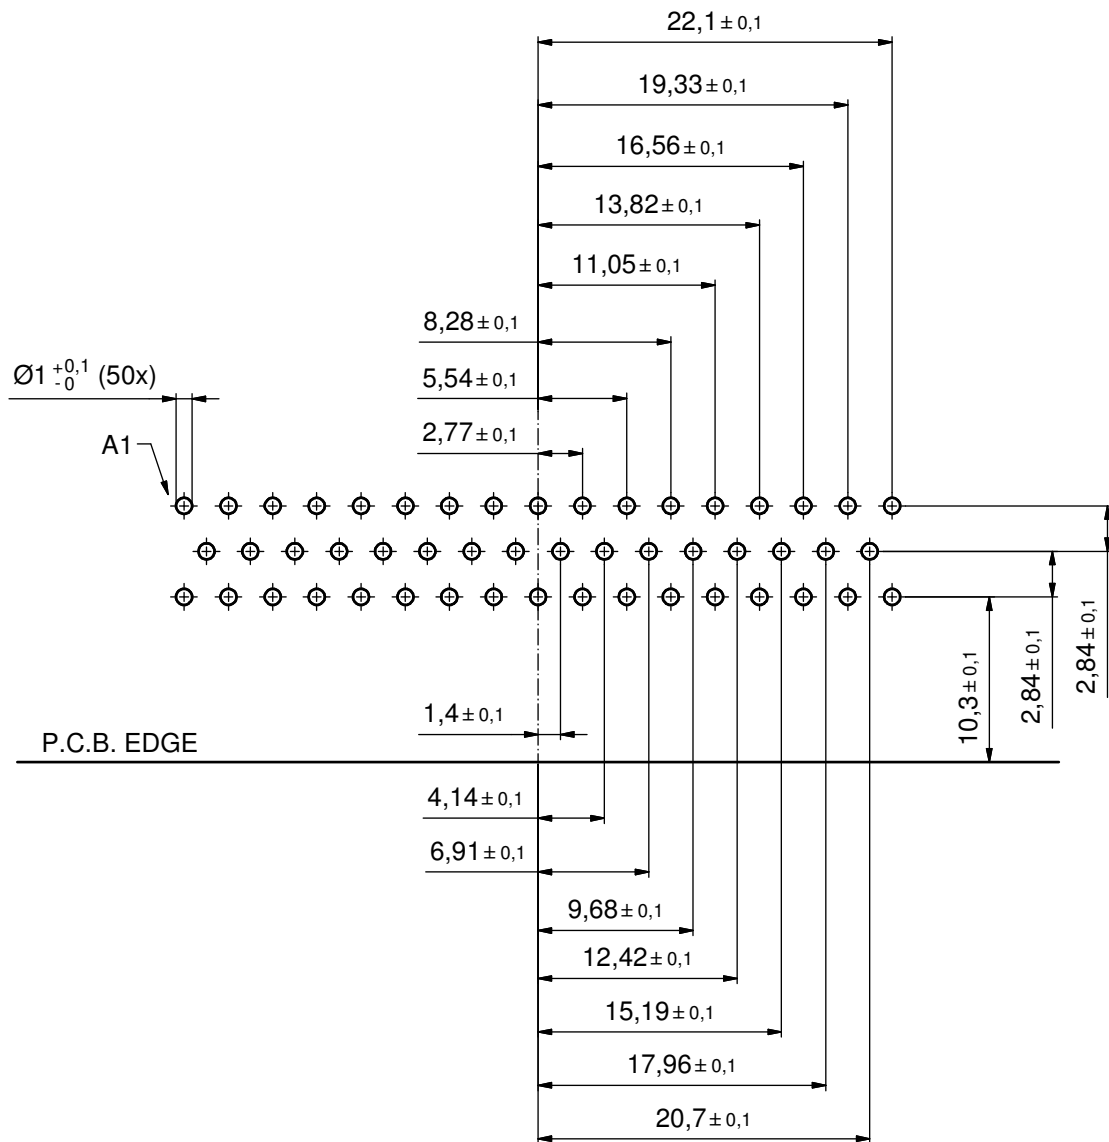 22,1 ± 0,1
19,33 ± 0,1
16,56 ± 0,1
13,82 ± 0,1
11,05 ± 0,1
8,28 ± 0,1
Ø1 +0,1 -0 (50x)
5,54 ± 0,1
A1
2,77 ± 0,1
2,84 ± 0,1
2,84 ± 0,1
10,3 ± 0,1
1,4 ± 0,1
P.C.B. EDGE
4,14 ± 0,1
6,91 ± 0,1
9,68 ± 0,1
12,42 ± 0,1
15,19 ± 0,1
17,96 ± 0,1
20,7 ± 0,1